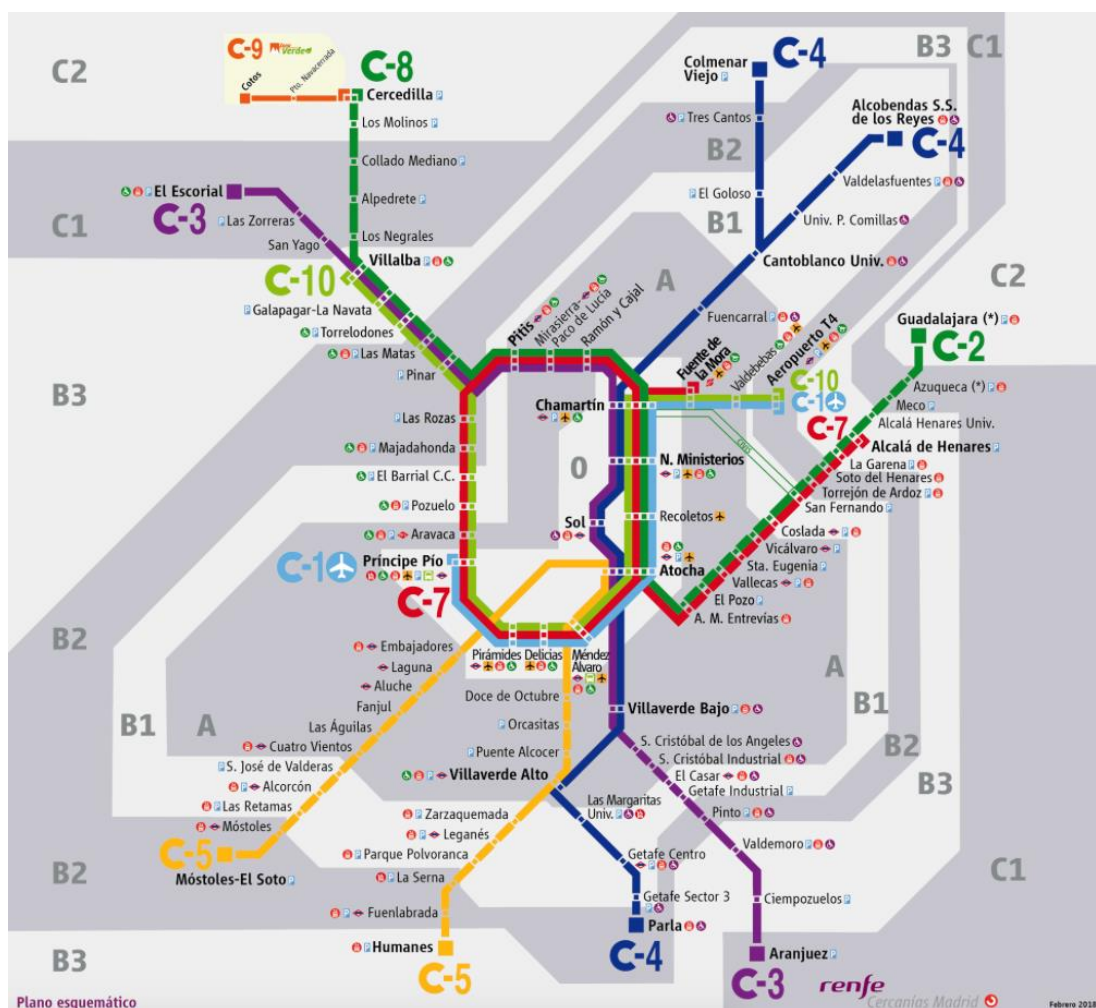 C-9
Verde
Cotos
Pto. Navacerrada
C-8
Cercedilla
Los Molinos
Collado Mediano
Alpedrete
Los Negrales
Villalba
El Escorial
C-3
Las Zorreras
San Yago
C-10
Galapagar-La Navata
Torrelodones
Las Matas
Pinar
Colmenar
Viejo
C-4
Tres Cantos
El Goloso
Alcobendas S.S.
de los Reyes
C-4
Valdelasfuentes
Univ. P. Comillas
Cantoblanco Univ.
Fuencarral
C2
C1
B3
B2
B1
A
B3
C1
B2
B1
A
C2
Pitis
Mirasierra-
Paco de Lucía
Ramón y Cajal
Fuente de
la Mora
Valdebebas
Aeropuerto T4
C-10
C-1
Chamartín
CIVIS
N. Ministerios
Recoletos
Sol
Atocha
O
Las Rozas
Majadahonda
El Barrial C.C.
Pozuelo
Aravaca
Príncipe Pío
C-1
C-7
Guadalajara (*)
C-2
Azuqueca (*)
Meco
Alcalá Henares Univ.
C-7
Alcalá de Henares
La Garena
Soto del Henares
Torrejón de Ardoz
San Fernando
Coslada
Vicálvaro
Sta. Eugenia
Vallecas
El Pozo
A. M. Entrevías
Pirámides
Delicias
Méndez
Álvaro
Embajadores
Laguna
Aluche
Fanjul
Las Águilas
Cuatro Vientos
S. José de Valderas
Alcorcón
Las Retamas
Móstoles
C-5
Móstoles-El Soto
Doce de Octubre
Orcasitas
Puente Alcocer
Villaverde Alto
Zarzaquemada
Leganés
Parque Polvoranca
La Serna
Fuenlabrada
Humanes
C-5
Villaverde Bajo
Las Margaritas
Univ.
Getafe Centro
Getafe Sector 3
Parla
C-4
S. Cristóbal de los Angeles
S. Cristóbal Industrial
El Casar
Getafe Industrial
Pinto
Valdemoro
Ciempozuelos
Aranjuez
C-3
A
B1
B2
B3
C1
B2
B3
renfe
Cercanías Madrid
Plano esquemático
Febrero 2018